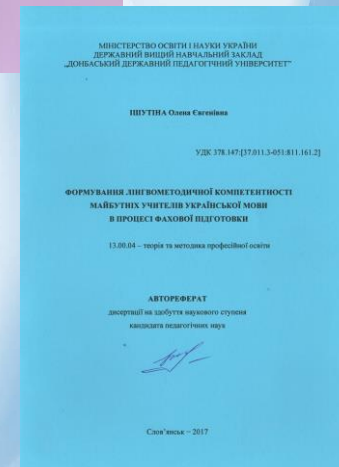 МІНІСТЕРСТВО ОСВІТИ І НАУКИ УКРАЇНИ
ДЕРЖАВНИЙ ВИЩИЙ НАВЧАЛЬНИЙ ЗАКЛАД
„ДОНБАСЬКИЙ ДЕРЖАВНИЙ ПЕДАГОГІЧНИЙ УНІВЕРСИТЕТ”
ІШУТІНА Олена Євгенівна
УДК 378.147:[37.011.3-051:811.161.2]
ФОРМУВАННЯ ЛІНГВОМЕТОДИЧНОЇ КОМПЕТЕНТНОСТІ
МАЙБУТНІХ УЧИТЕЛІВ УКРАЇНСЬКОЇ МОВИ
В ПРОЦЕСІ ФАХОВОЇ ПІДГОТОВКИ
13.00.04 – теорія та методика професійної освіти
АВТОРЕФЕРАТ
дисертації на здобуття наукового ступеня
кандидата педагогічних наук
Слов’янськ – 2017